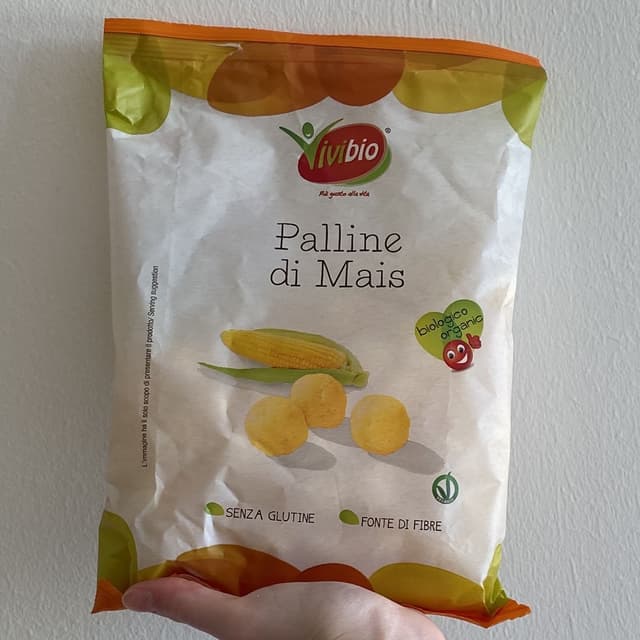 Vivibio®
Più gusto alla vita
Palline
di Mais
biologico
organic
L'immagine ha il solo scopo di presentare il prodotto/ Serving suggestion
SENZA GLUTINE
FONTE DI FIBRE